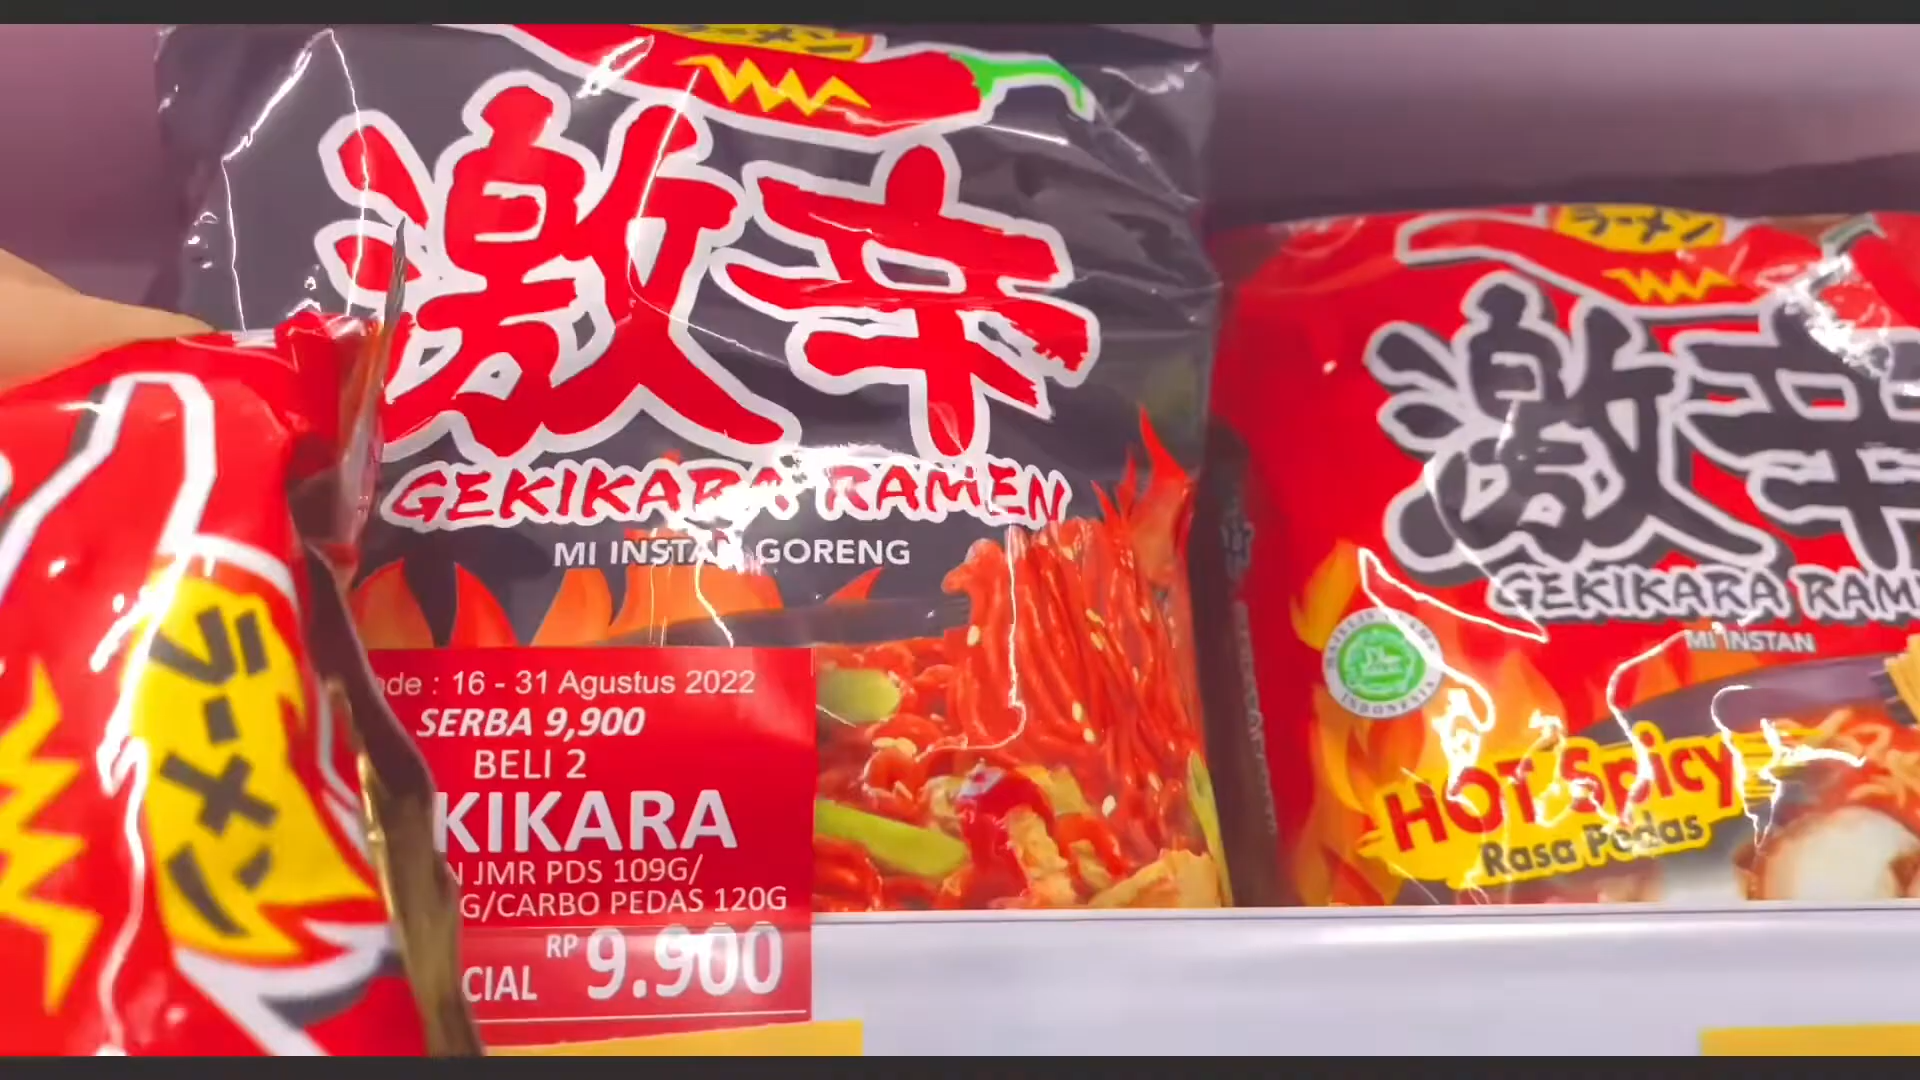 ラーメン
激辛
GEKIKARA RAMEN
MI INSTAN GORENG
ラーメン
ode : 16 - 31 Agustus 2022
SERBA 9,900
BELI 2
KIKARA
N JMR PDS 109G/
G/CARBO PEDAS 120G
CIAL RP 9.900
ラーメン
激辛
GEKIKARA RAM
MI INSTAN
INDONESIA
HOT Spicy
Rasa Pedas